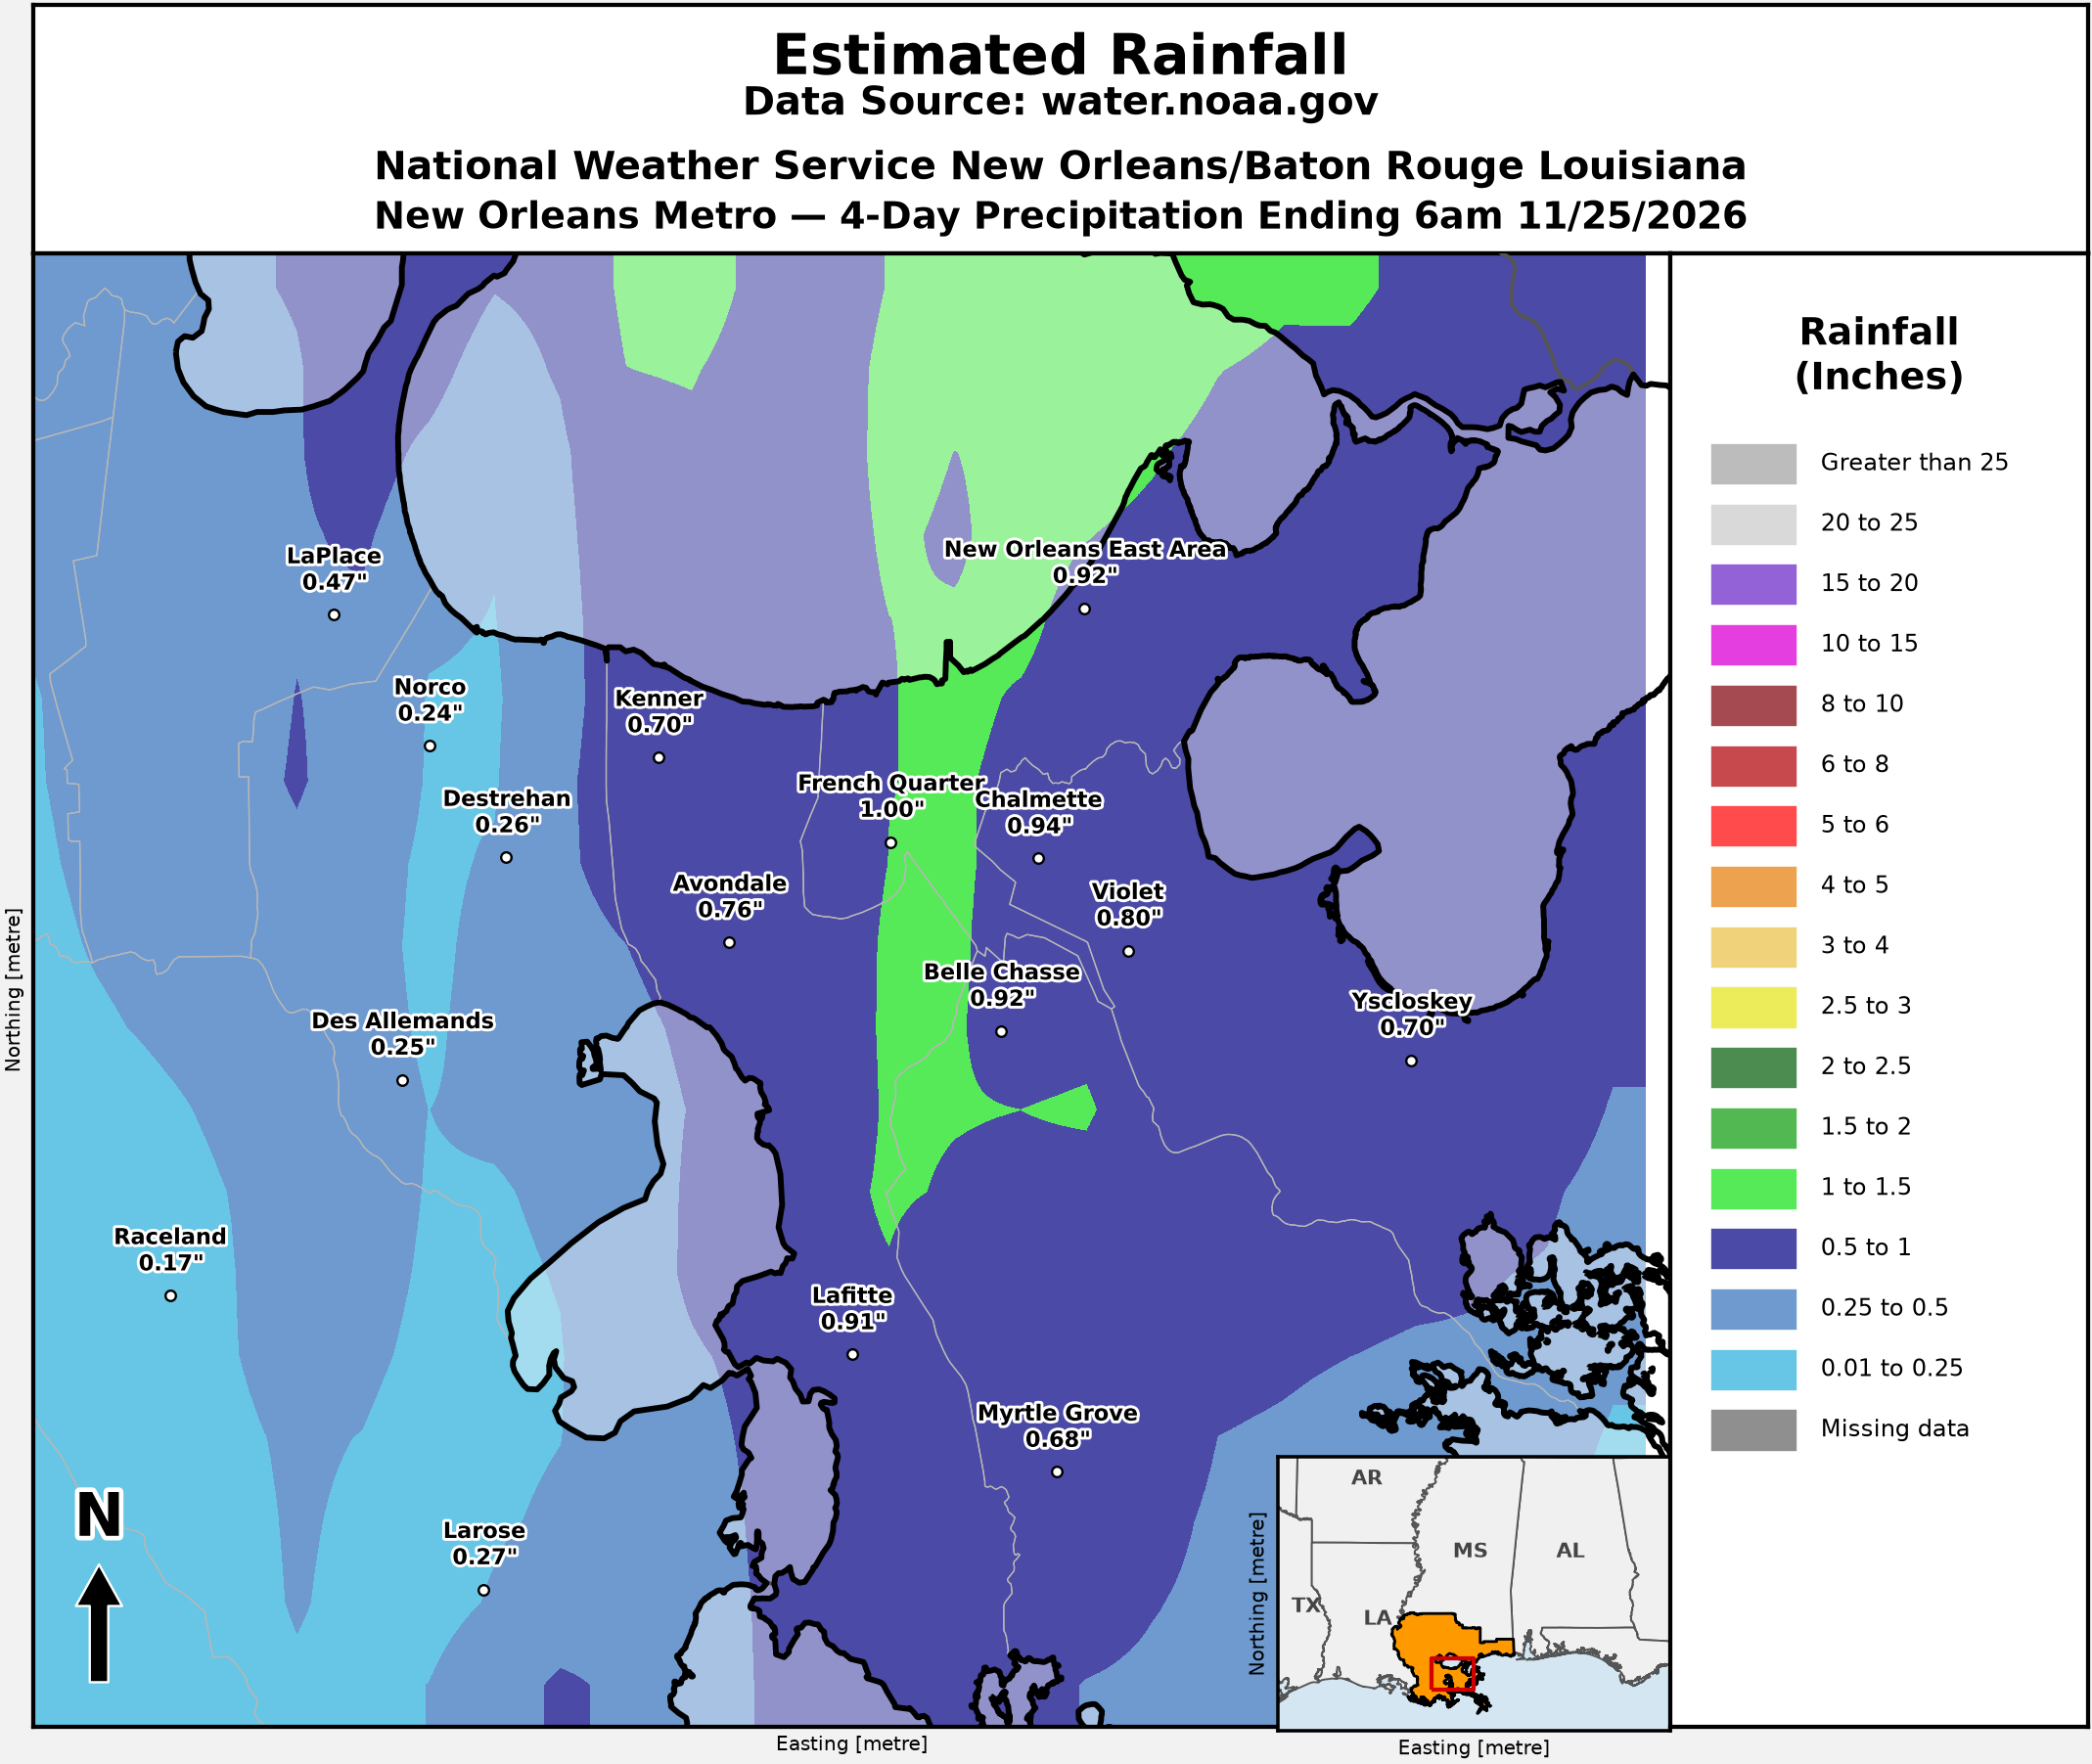 Estimated Rainfall
Data Source: water.noaa.gov
National Weather Service New Orleans/Baton Rouge Louisiana
New Orleans Metro — 4-Day Precipitation Ending 6am 11/25/2026
LaPlace
0.47"
New Orleans East Area
0.92"
Norco
0.24"
Kenner
0.70"
Destrehan
0.26"
French Quarter
1.00"
Chalmette
0.94"
Avondale
0.76"
Violet
0.80"
Belle Chasse
0.92"
Yscloskey
0.70"
Des Allemands
0.25"
Raceland
0.17"
Lafitte
0.91"
Myrtle Grove
0.68"
Larose
0.27"
N
Northing [metre]
Easting [metre]
Rainfall
(Inches)
Greater than 25
20 to 25
15 to 20
10 to 15
8 to 10
6 to 8
5 to 6
4 to 5
3 to 4
2.5 to 3
2 to 2.5
1.5 to 2
1 to 1.5
0.5 to 1
0.25 to 0.5
0.01 to 0.25
Missing data
AR
MS
AL
TX
LA
Northing [metre]
Easting [metre]